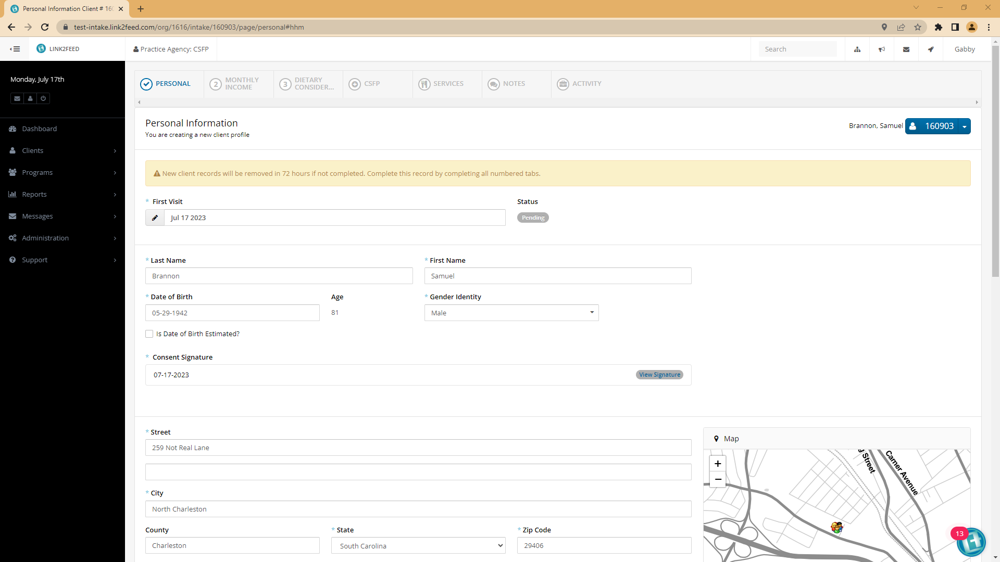 Personal Information Client # 160
test-intake.link2feed.com/org/1616/intake/160903/page/personal#hhm
LINK2FEED
Practice Agency: CSFP
Search
Gabby
Monday, July 17th
Dashboard
Clients
Programs
Reports
Messages
Administration
Support
PERSONAL
2 MONTHLY
INCOME
3 DIETARY
CONSIDER...
CSFP
SERVICES
NOTES
ACTIVITY
Personal Information
You are creating a new client profile
Brannon, Samuel 160903
New client records will be removed in 72 hours if not completed. Complete this record by completing all numbered tabs.
* First Visit
Status
Jul 17 2023
Pending
* Last Name
* First Name
Brannon
Samuel
* Date of Birth
Age
* Gender Identity
05-29-1942
81
Male
Is Date of Birth Estimated?
* Consent Signature
07-17-2023
View Signature
* Street
259 Not Real Lane
* City
North Charleston
County
* State
* Zip Code
Charleston
South Carolina
29406
Map
+
−
g Street
Carner Avenue
13